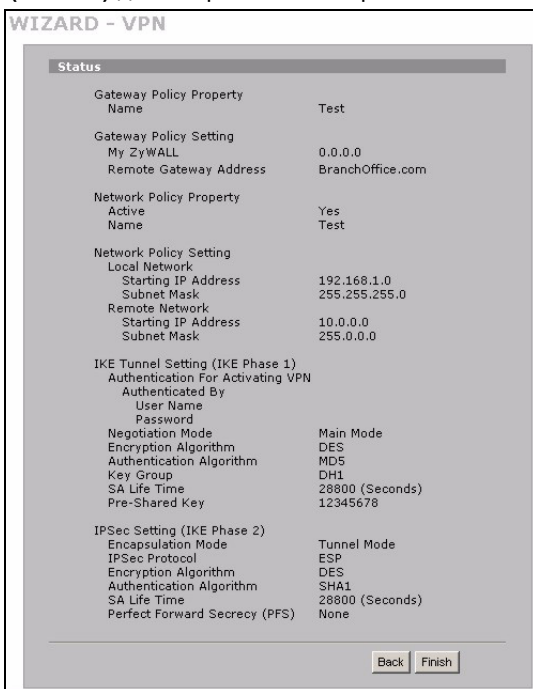 WIZARD - VPN
Status
Gateway Policy Property
Name Test
Gateway Policy Setting
My ZyWALL 0.0.0.0
Remote Gateway Address BranchOffice.com
Network Policy Property
Active Yes
Name Test
Network Policy Setting
Local Network
Starting IP Address 192.168.1.0
Subnet Mask 255.255.255.0
Remote Network
Starting IP Address 10.0.0.0
Subnet Mask 255.0.0.0
IKE Tunnel Setting (IKE Phase 1)
Authentication For Activating VPN
Authenticated By
User Name
Password
Negotiation Mode Main Mode
Encryption Algorithm DES
Authentication Algorithm MD5
Key Group DH1
SA Life Time 28800 (Seconds)
Pre-Shared Key 12345678
IPSec Setting (IKE Phase 2)
Encapsulation Mode Tunnel Mode
IPSec Protocol ESP
Encryption Algorithm DES
Authentication Algorithm SHA1
SA Life Time 28800 (Seconds)
Perfect Forward Secrecy (PFS) None
Back Finish